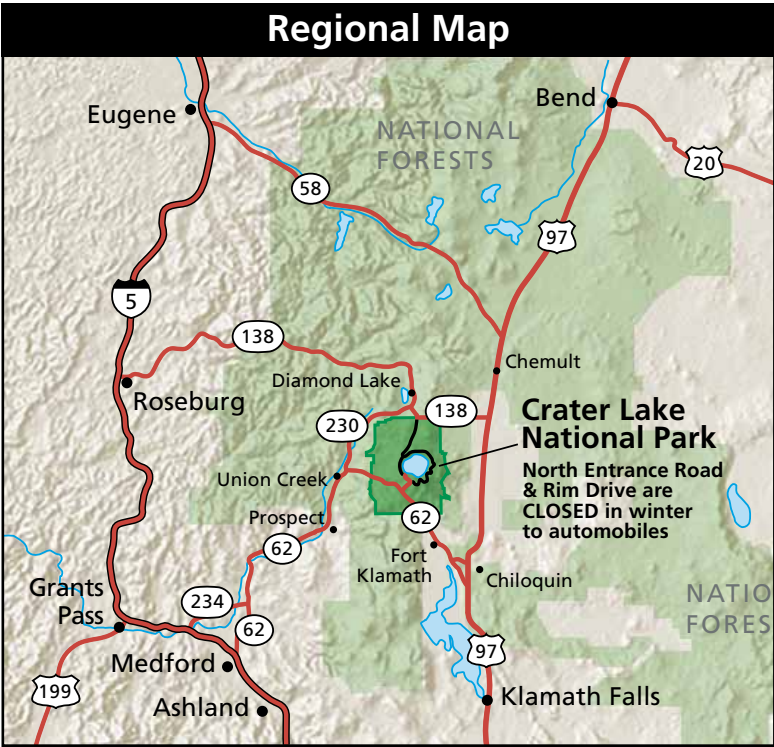 Regional Map
Eugene
Bend
NATIONAL
FORESTS
20
58
97
5
138
Chemult
Diamond Lake
Roseburg
138
230
Crater Lake
National Park
North Entrance Road
& Rim Drive are
CLOSED in winter
to automobiles
Union Creek
Prospect
62
62
Fort
Klamath
Chiloquin
Grants
Pass
234
62
NATIO
FORES
Medford
97
199
Ashland
Klamath Falls